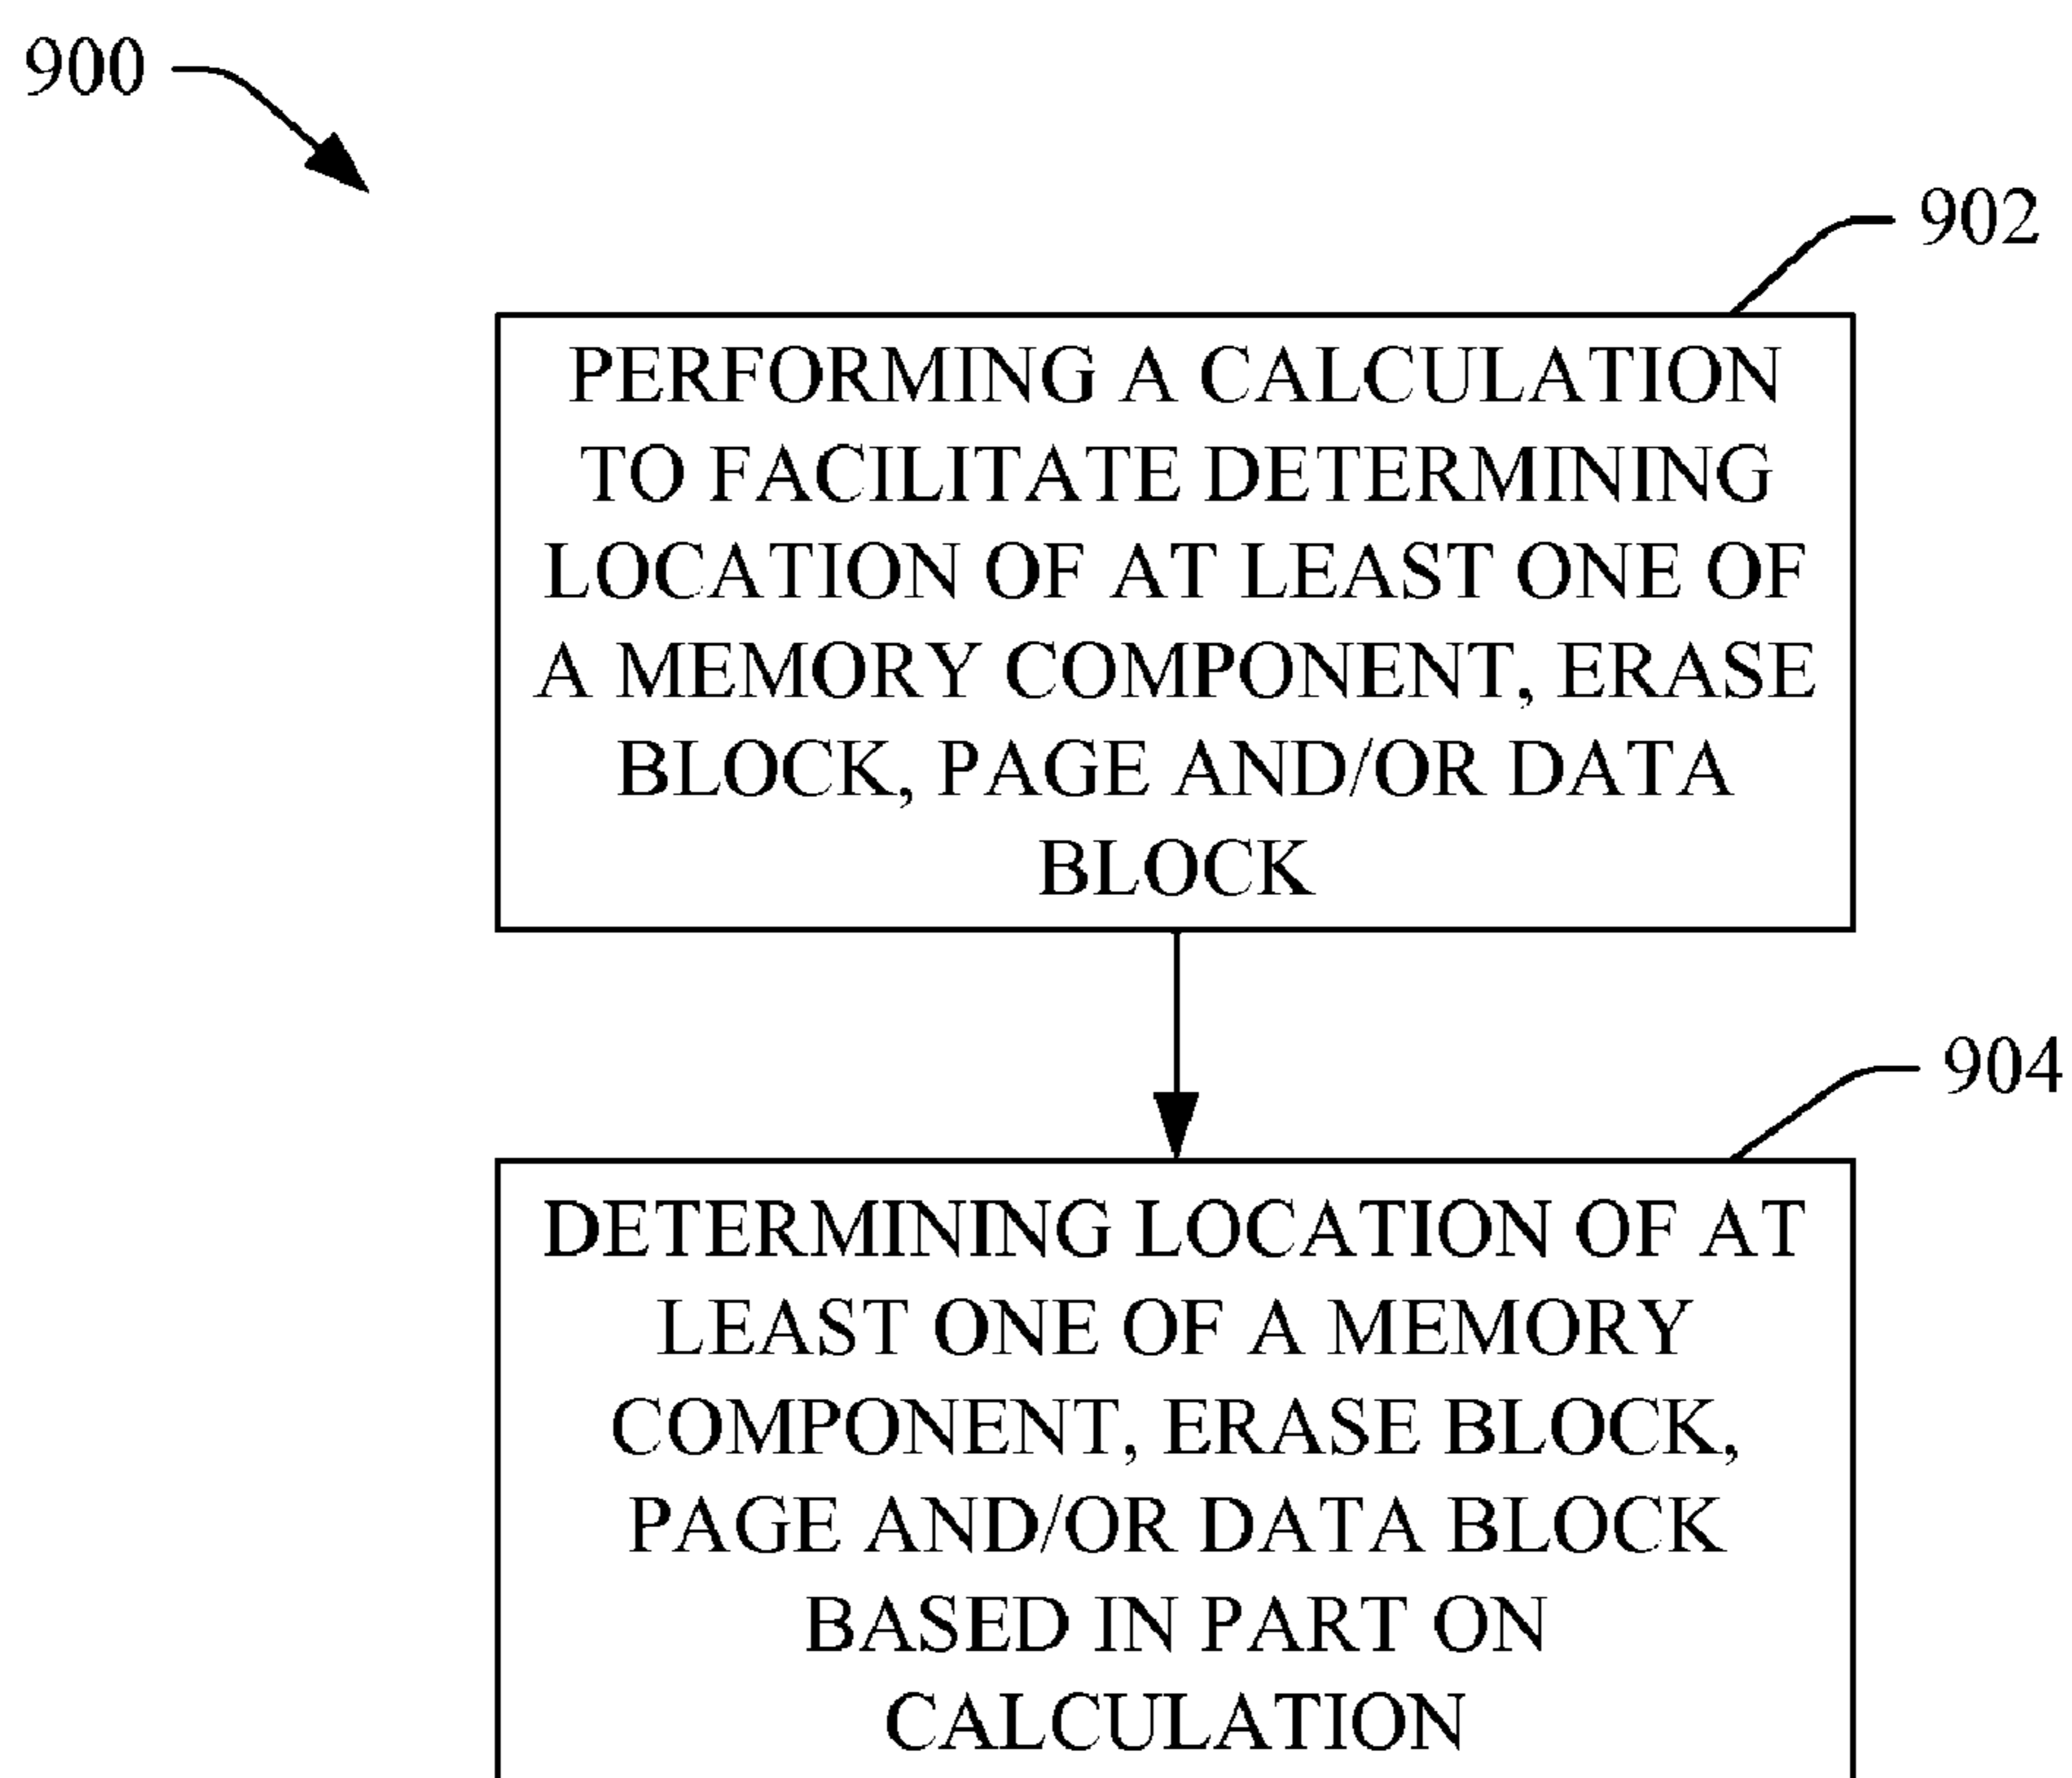 900
902
PERFORMING A CALCULATION
TO FACILITATE DETERMINING
LOCATION OF AT LEAST ONE OF
A MEMORY COMPONENT, ERASE
BLOCK, PAGE AND/OR DATA
BLOCK
904
DETERMINING LOCATION OF AT
LEAST ONE OF A MEMORY
COMPONENT, ERASE BLOCK,
PAGE AND/OR DATA BLOCK
BASED IN PART ON
CALCULATION